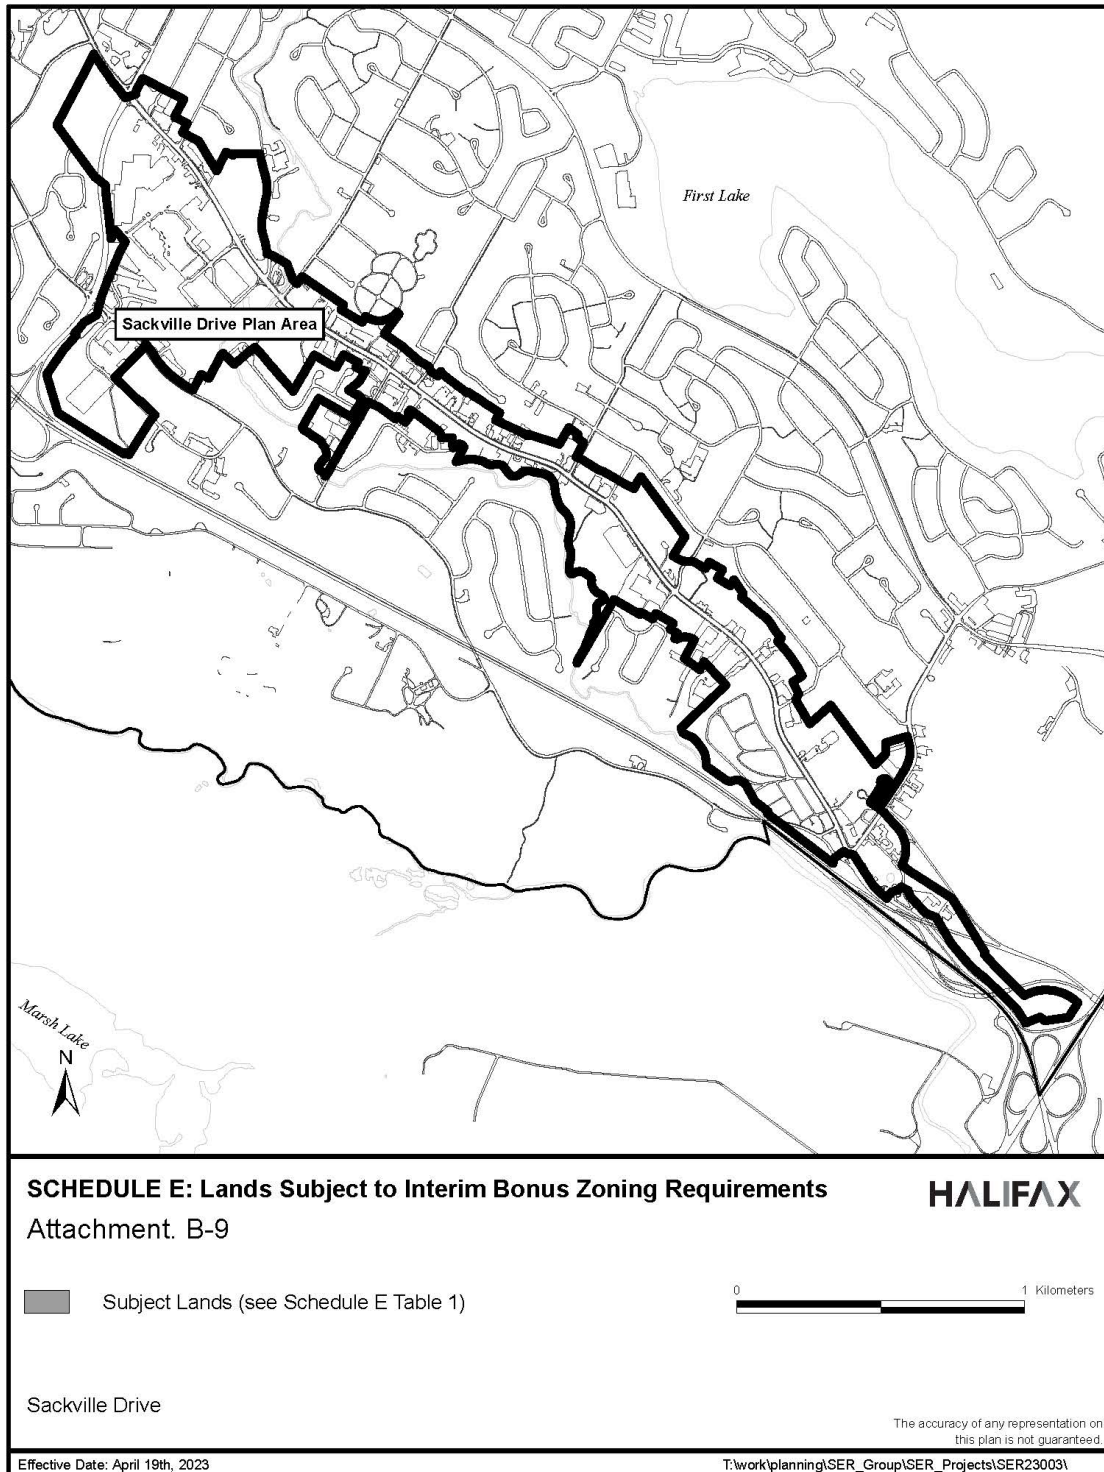 First Lake
Sackville Drive Plan Area
Marsh Lake
N
SCHEDULE E: Lands Subject to Interim Bonus Zoning Requirements
HALIFAX
Attachment. B-9
Subject Lands (see Schedule E Table 1)
0 1 Kilometers
Sackville Drive
The accuracy of any representation on
this plan is not guaranteed.
Effective Date: April 19th, 2023
T:\work\planning\SER_Group\SER_Projects\SER23003\